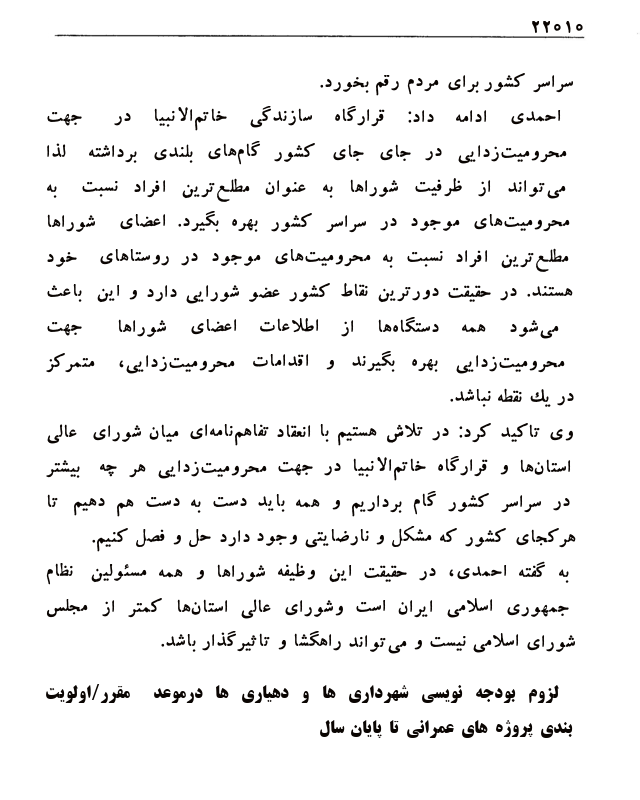 ۲۲۰۱۰
سراسر کشور برای مردم رقم بخورد.
احمدی ادامه داد: قرارگاه سازندگی خاتم‌الانبیا در جهت
محرومیت‌زدایی در جای جای کشور گام‌های بلندی برداشته لذا
می‌تواند از ظرفیت شوراها به عنوان مطلع‌ترین افراد نسبت به
محرومیت‌های موجود در سراسر کشور بهره بگیرد. اعضای شوراها
مطلع‌ترین افراد نسبت به محرومیت‌های موجود در روستاهای خود
هستند. در حقیقت دورترین نقاط کشور عضو شورایی دارد و این باعث
می‌شود همه دستگاه‌ها از اطلاعات اعضای شوراها جهت
محرومیت‌زدایی بهره بگیرند و اقدامات محرومیت‌زدایی، متمرکز
در یك نقطه نباشد.
وی تاکید کرد: در تلاش هستیم با انعقاد تفاهم‌نامه‌ای میان شورای عالی
استان‌ها و قرارگاه خاتم‌الانبیا در جهت محرومیت‌زدایی هر چه بیشتر
در سراسر کشور گام برداریم و همه باید دست به دست هم دهیم تا
هرکجای کشور که مشکل و نارضایتی وجود دارد حل و فصل کنیم.
به گفته احمدی، در حقیقت این وظیفه شوراها و همه مسئولین نظام
جمهوری اسلامی ایران است وشورای عالی استان‌ها کمتر از مجلس
شورای اسلامی نیست و می‌تواند راهگشا و تاثیرگذار باشد.
لزوم بودجه نویسی شهرداری ها و دهیاری ها درموعد مقرر/اولویت
بندی پروژه های عمرانی تا پایان سال